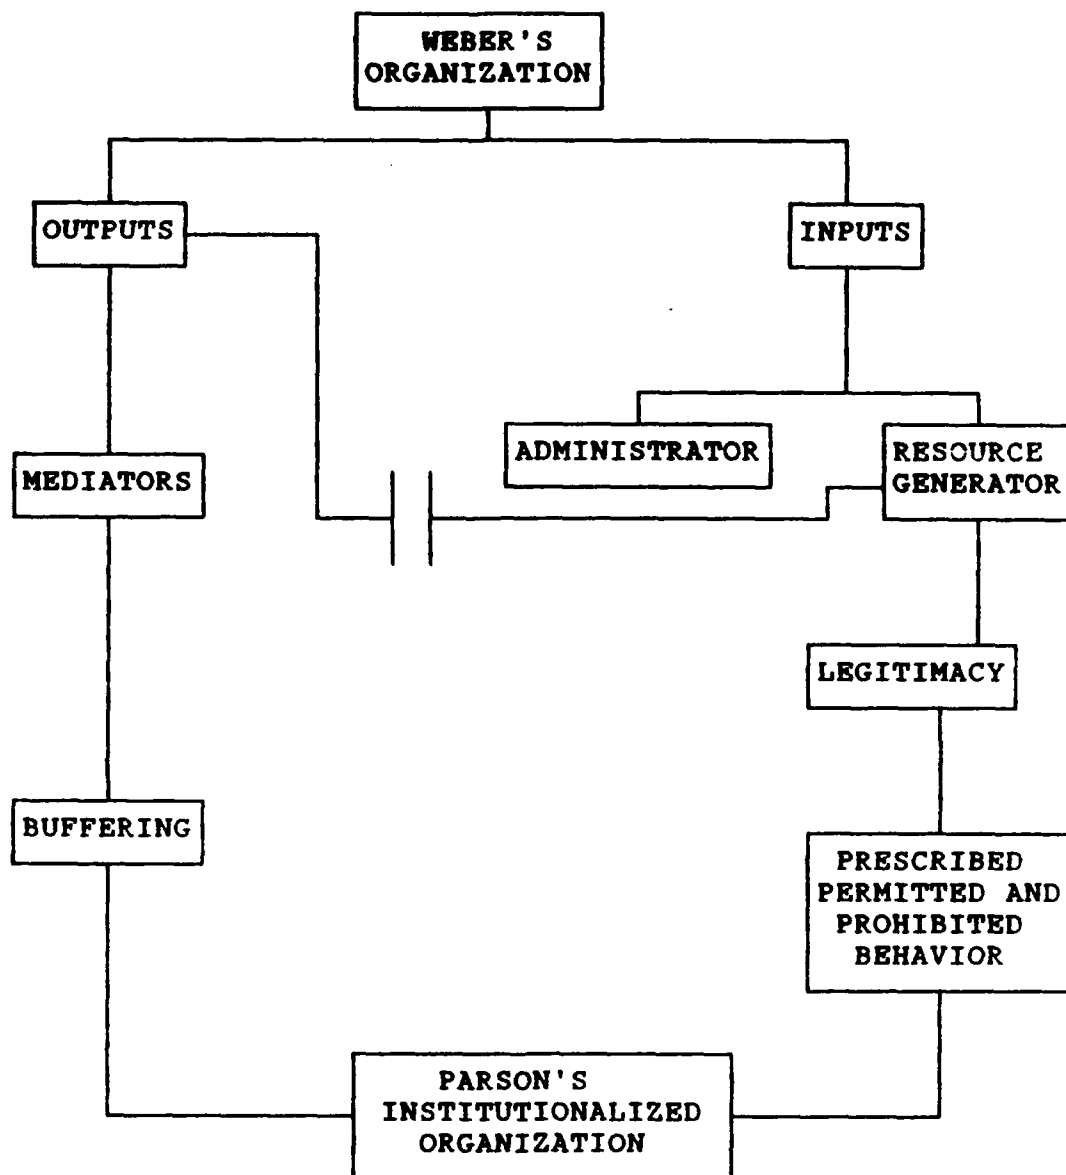 WEBER'S
ORGANIZATION
OUTPUTS
INPUTS
ADMINISTRATOR
RESOURCE
GENERATOR
MEDIATORS
LEGITIMACY
BUFFERING
PRESCRIBED
PERMITTED AND
PROHIBITED
BEHAVIOR
PARSON'S
INSTITUTIONALIZED
ORGANIZATION